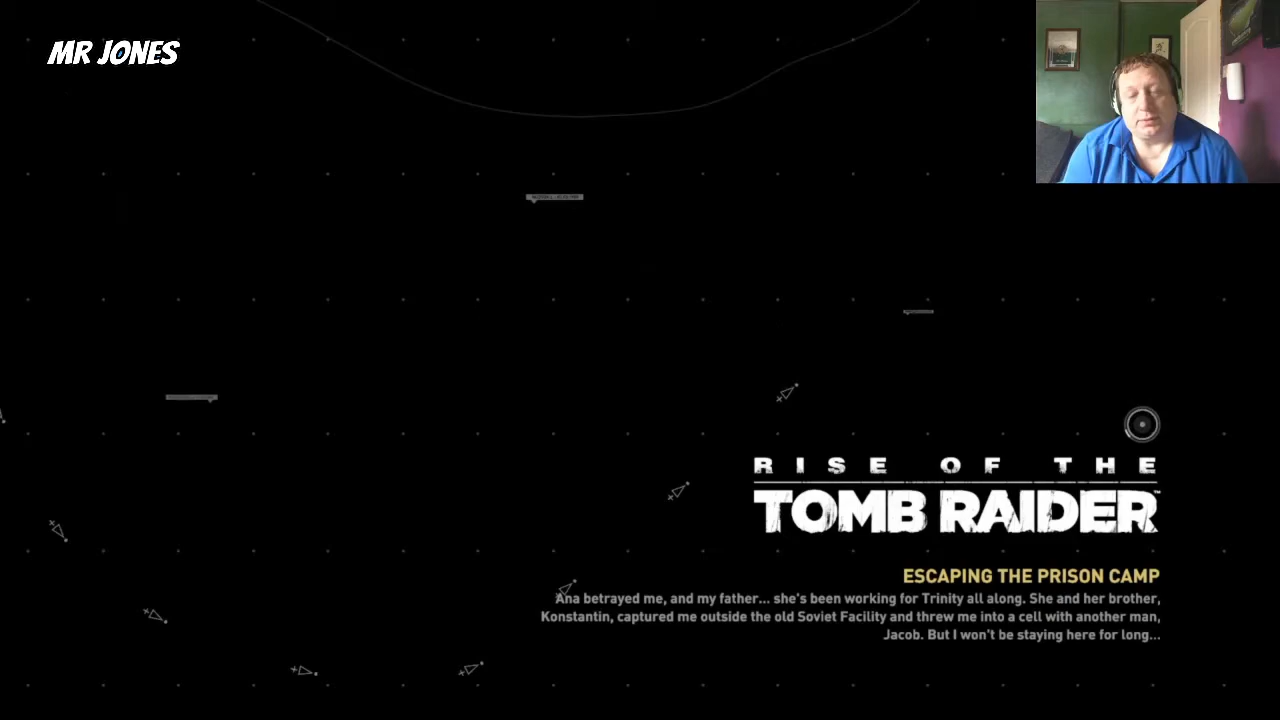 MR JONES
RISE OF THE
TOMB RAIDER™
ESCAPING THE PRISON CAMP
Ana betrayed me, and my father... she's been working for Trinity all along. She and her brother,
Konstantin, captured me outside the old Soviet Facility and threw me into a cell with another man,
Jacob. But I won't be staying here for long...